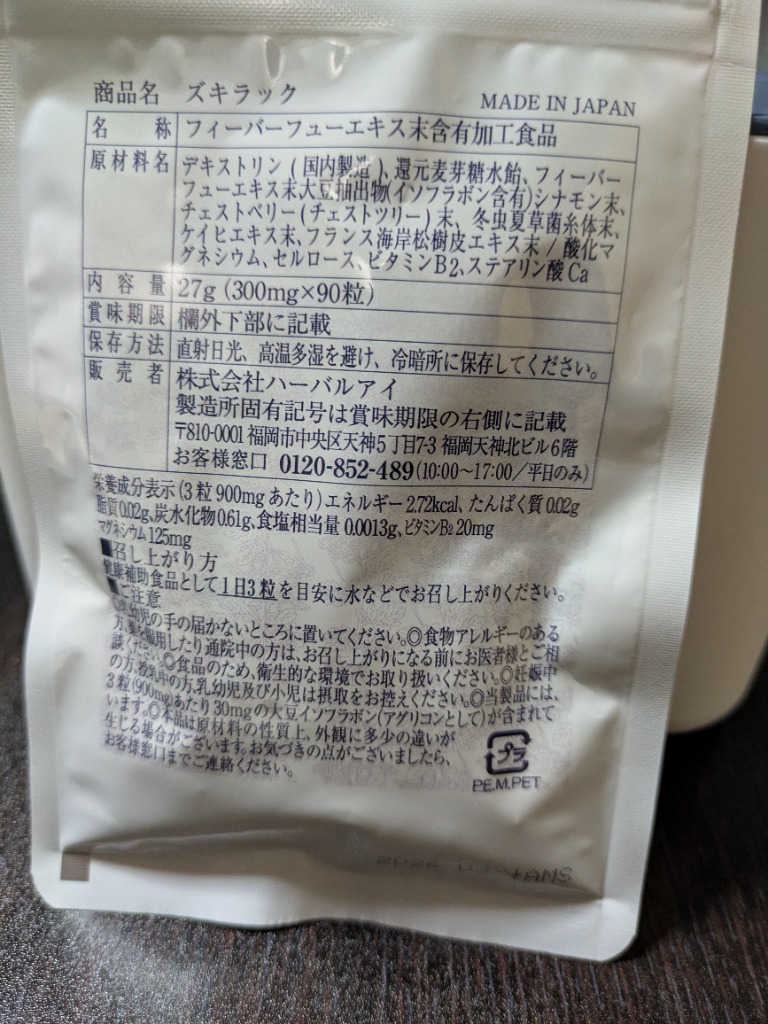 商品名 ズキラック MADE IN JAPAN
名 称 フィーバーフューエキス末含有加工食品
原材料名 デキストリン(国内製造)、還元麦芽糖水飴、フィーバー
フューエキス末大豆抽出物(イソフラボン含有)シナモン末、
チェストベリー(チェストツリー)末、冬虫夏草菌糸体末、
ケイヒエキス末、フランス海岸松樹皮エキス末/酸化マ
グネシウム、セルロース、ビタミンB2、ステアリン酸Ca
内容量 27g(300mg×90粒)
賞味期限 欄外下部に記載
保存方法 直射日光、高温多湿を避け、冷暗所に保存してください。
販売者 株式会社ハーバルアイ
製造所固有記号は賞味期限の右側に記載
〒810-0001 福岡市中央区天神5丁目7-3 福岡天神北ビル6階
お客様窓口 0120-852-489(10:00~17:00/平日のみ)
栄養成分表示(3粒900mgあたり)エネルギー2.72kcal、たんぱく質0.02g
脂質0.02g、炭水化物0.61g、食塩相当量0.0013g、ビタミンB2 20mg
マグネシウム125mg
■召し上がり方
健康補助食品として1日3粒を目安に水などでお召し上がりください。
■ご注意
◎乳幼児の手の届かないところに置いてください。◎食物アレルギーのある
方、薬を服用したり通院中の方は、お召し上がりになる前にお医者様とご相
談ください。◎食品のため、衛生的な環境でお取り扱いください。◎妊娠中
の方、授乳中の方、乳幼児及び小児は摂取をお控えください。◎当製品には、
3粒(900mg)あたり30mgの大豆イソフラボン(アグリコンとして)が含まれて
います。◎本品は原材料の性質上、外観に多少の違いが
生じる場合がございます。お気づきの点がございましたら、
お客様窓口までご連絡ください。
プラ
PE.M.PET